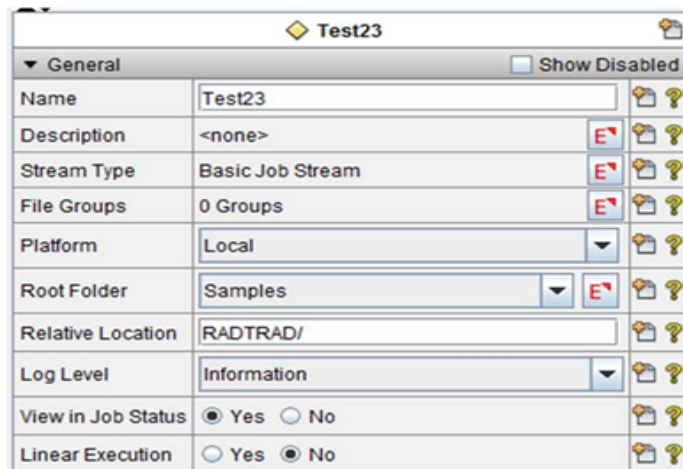 Test23
General Show Disabled
Name Test23
Description <none> E
Stream Type Basic Job Stream E
File Groups 0 Groups E
Platform Local
Root Folder Samples E
Relative Location RADTRAD/
Log Level Information
View in Job Status Yes No
Linear Execution Yes No